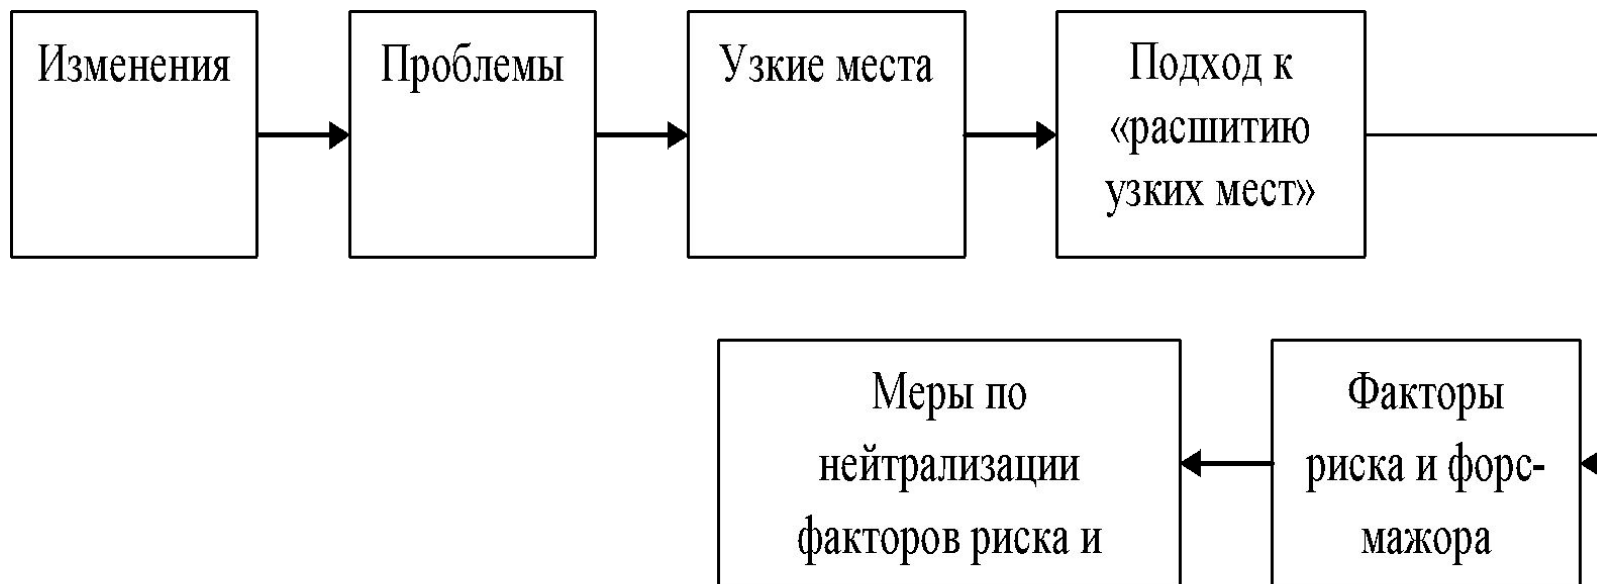 Изменения
Проблемы
Узкие места
Подход к
«расшитию
узких мест»
Меры по
нейтрализации
факторов риска и
Факторы
риска и форс-
мажора